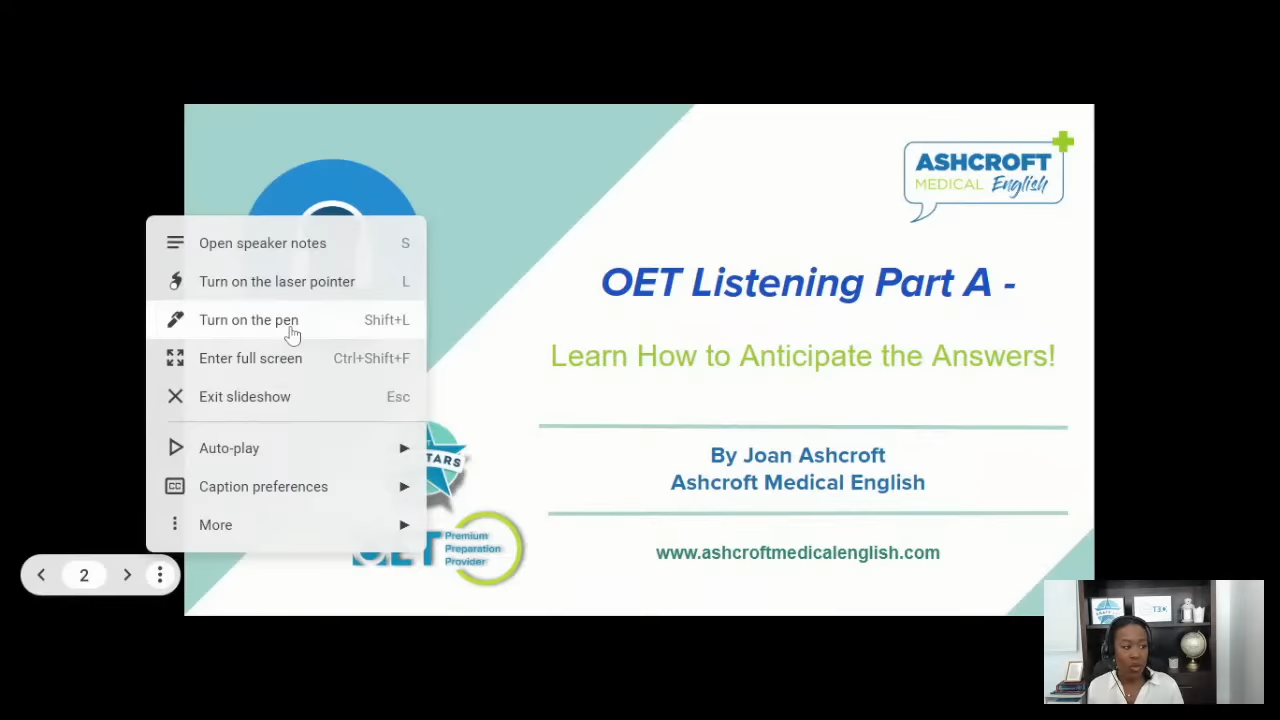 ASHCROFT
MEDICAL English
Open speaker notes S
Turn on the laser pointer L
Turn on the pen Shift+L
Enter full screen Ctrl+Shift+F
Exit slideshow Esc
Auto-play
CC Caption preferences
More
OET Listening Part A -
Learn How to Anticipate the Answers!
By Joan Ashcroft
Ashcroft Medical English
www.ashcroftmedicalenglish.com
Premium
Preparation
Provider
2